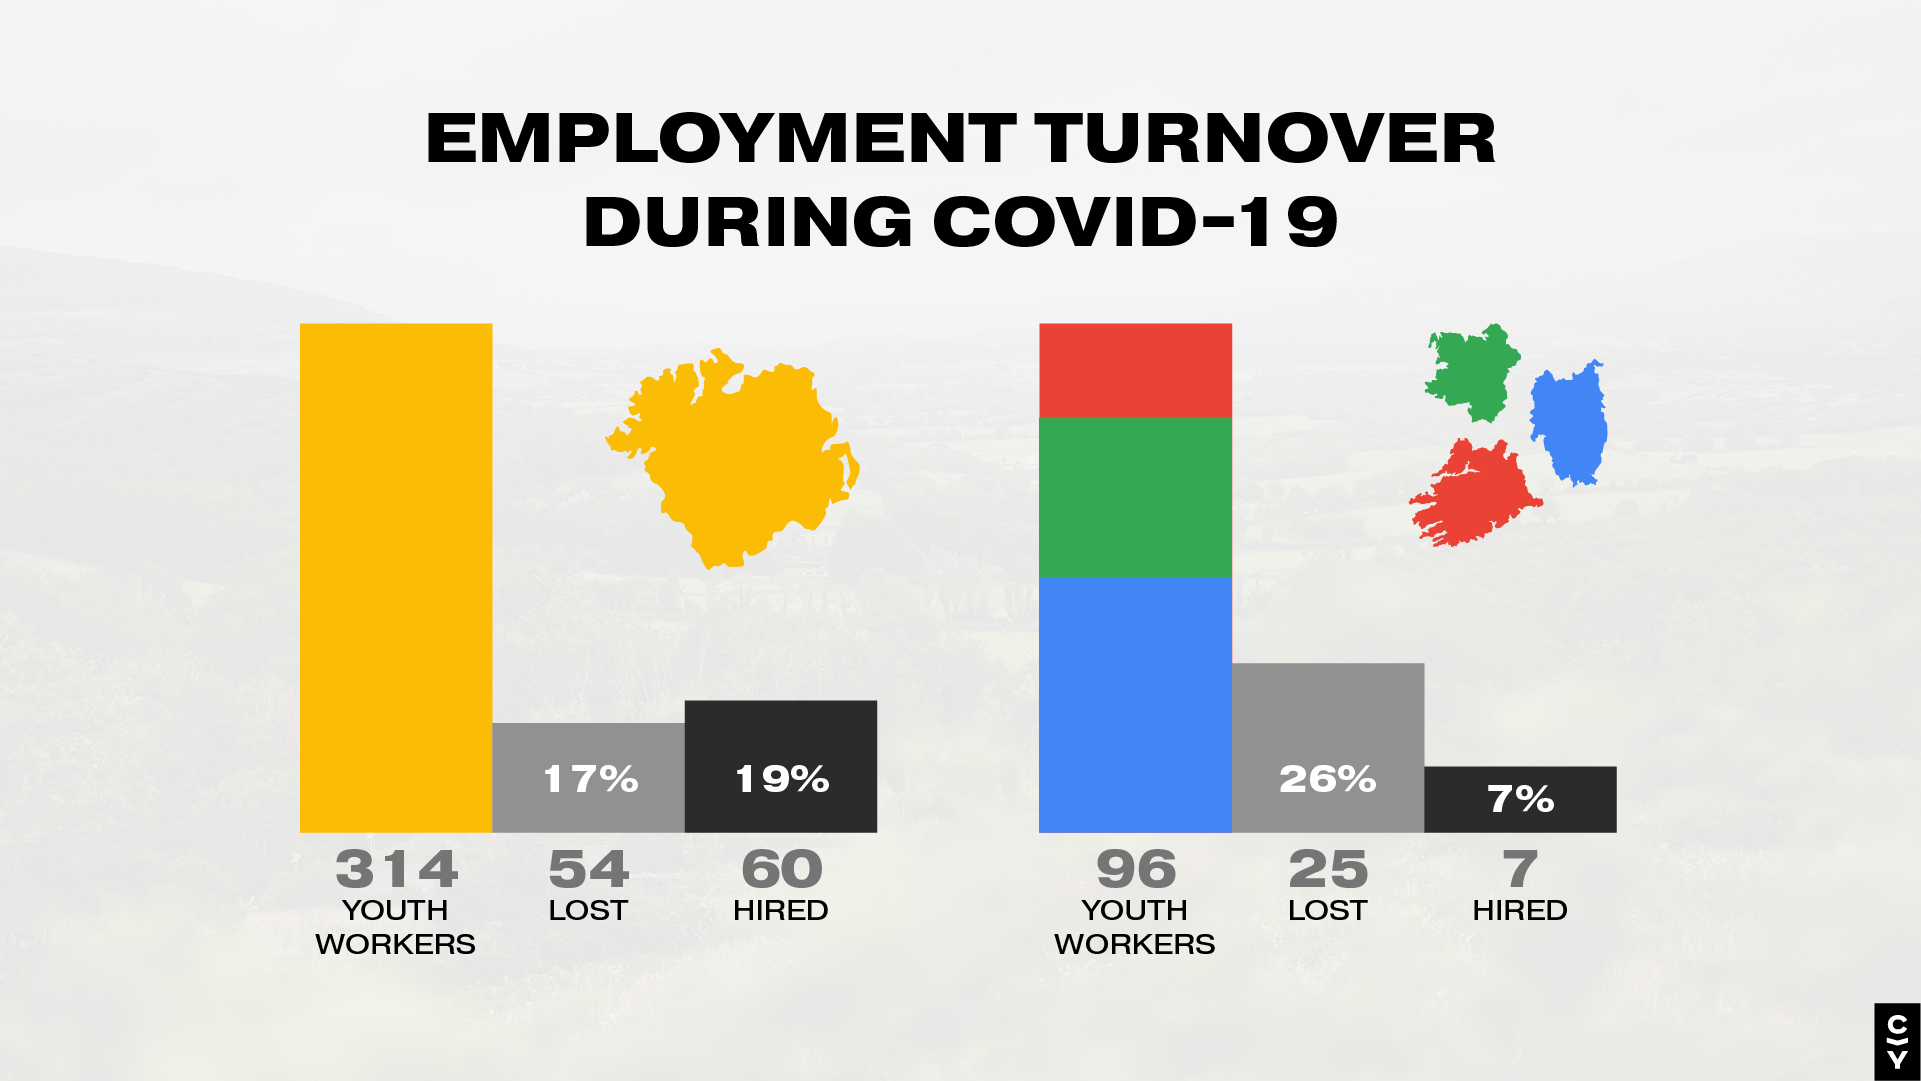 EMPLOYMENT TURNOVER
DURING COVID-19
17%
19%
314
YOUTH
WORKERS
54
LOST
60
HIRED
26%
7%
96
YOUTH
WORKERS
25
LOST
7
HIRED
C
Y